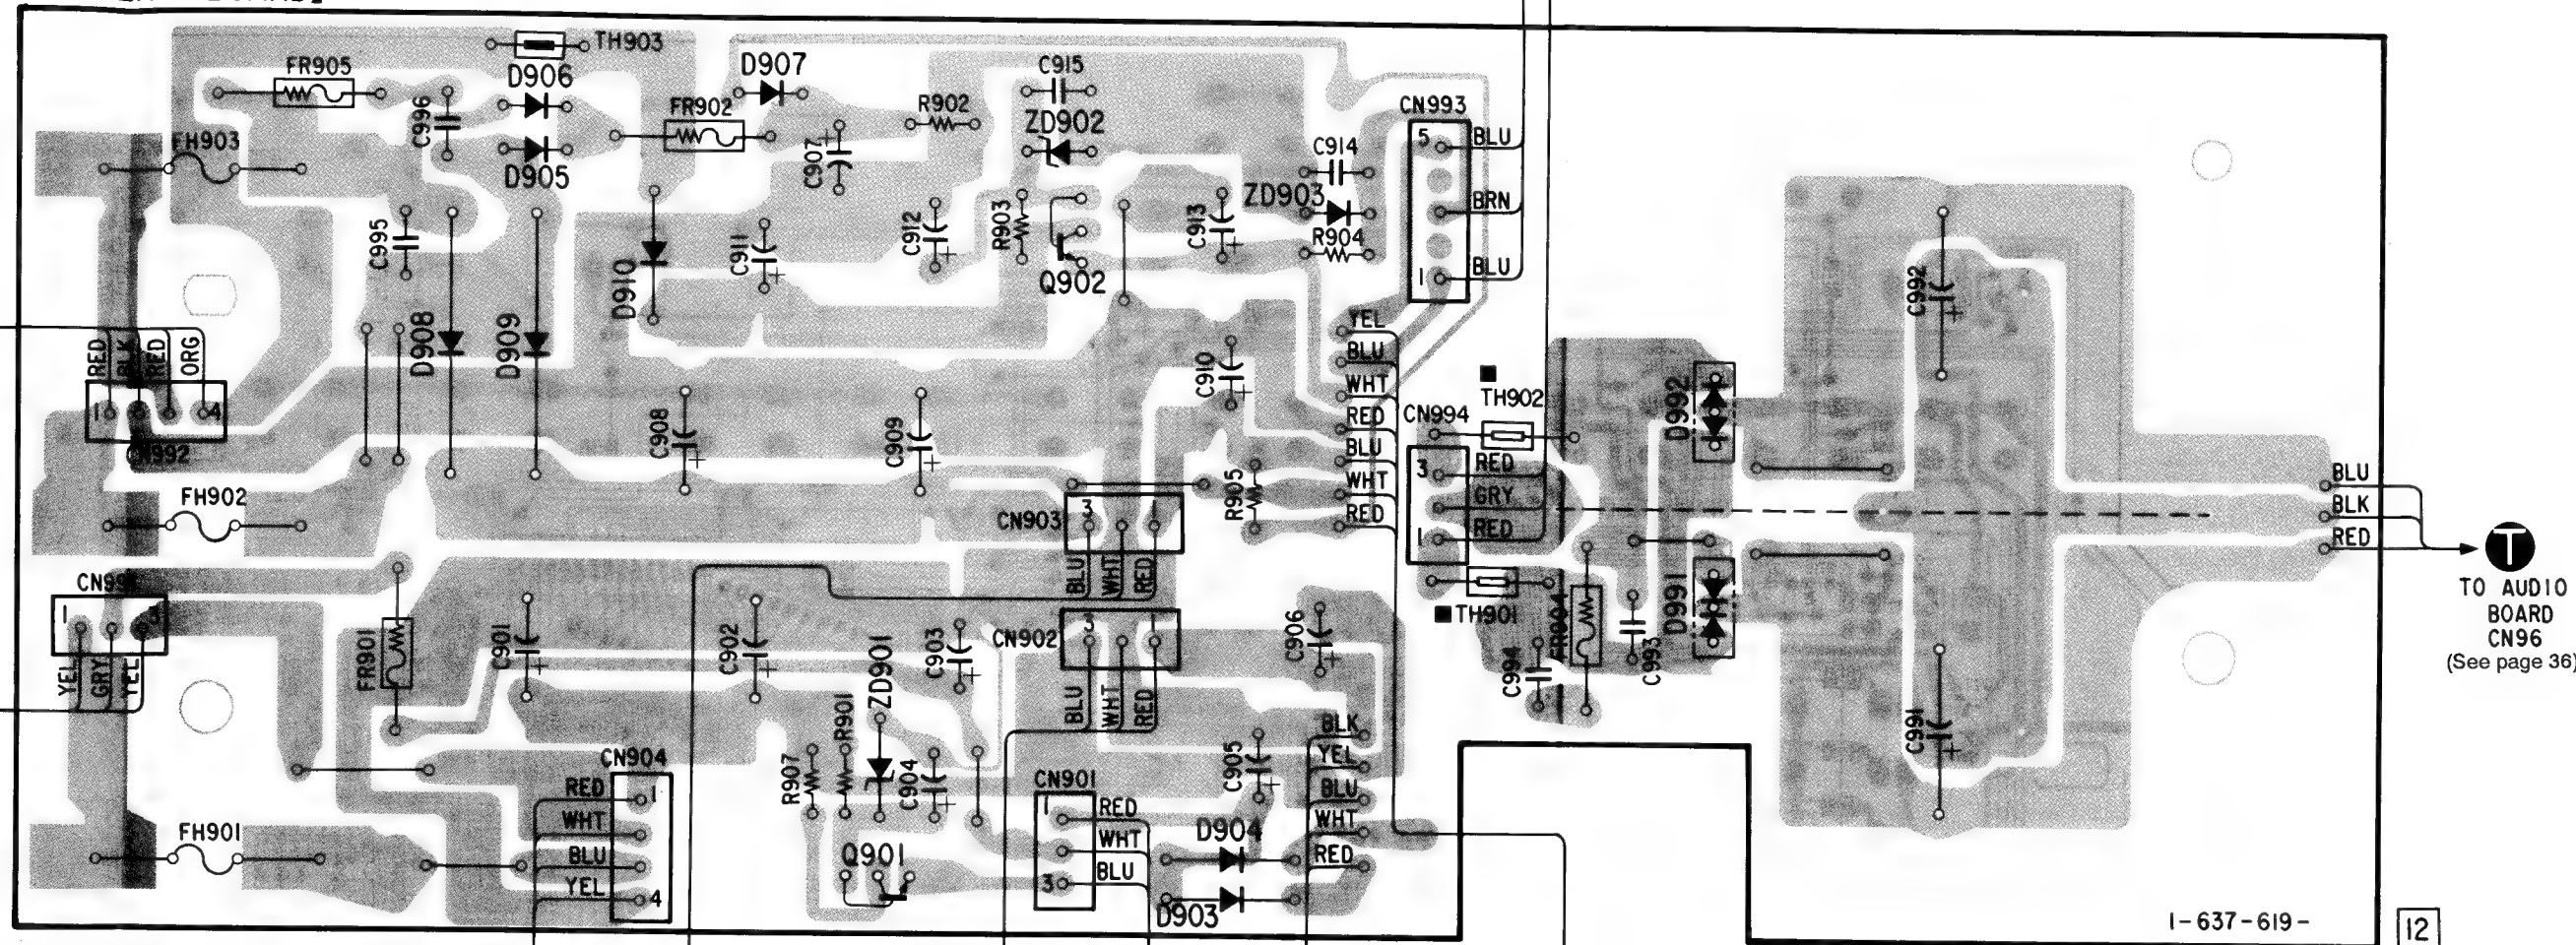 TH903
FR905
D906
D907
C915
FR902
R902
CN993
C996
ZD902
5
BLU
FH903
C907
C914
D905
ZD903
BRN
C995
C912
R903
C913
R904
C911
D910
Q902
1
BLU
C992
YEL
RED
BLK
RED
ORG
D908
D909
BLU
C910
WHT
TH902
D992
1
4
RED
CN994
C908
C909
BLU
3
RED
BLU
FH902
R905
WHT
GRY
BLK
CN903
3
1
RED
1
RED
RED
T
BLU
WHT
RED
TO AUDIO
BOARD
CN96
(See page 36)
1
TH901
FR904
D991
C901
C902
C903
CN902
3
1
C906
FR901
ZD901
C994
C993
YEL
GRY
YEL
BLU
WHT
RED
C991
BLK
R901
YEL
CN904
R907
C904
C905
RED
1
CN901
BLU
1
RED
WHT
WHT
FH901
D904
WHT
BLU
Q901
RED
YEL
4
3
BLU
D903
1-637-619-
12